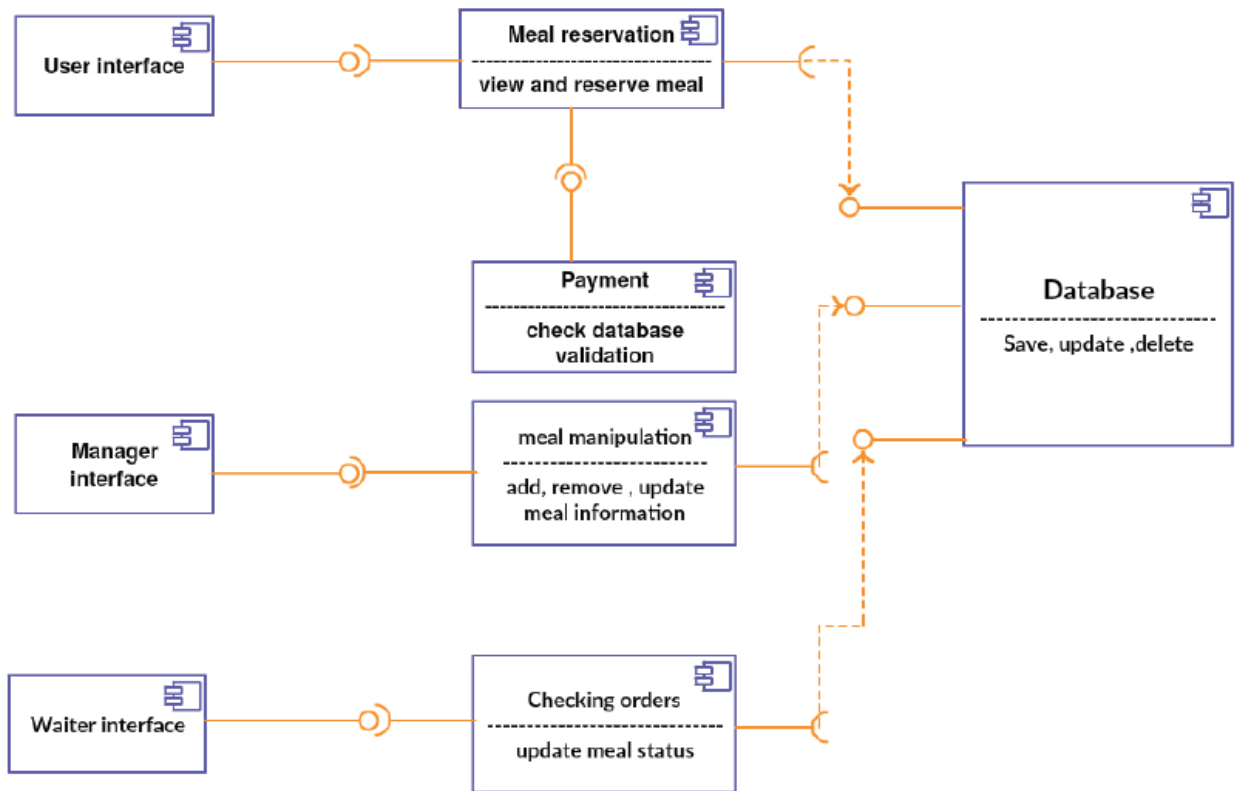 User interface
Meal reservation
view and reserve meal
Payment
check database
validation
Database
Save, update ,delete
Manager
interface
meal manipulation
add, remove , update
meal information
Waiter interface
Checking orders
update meal status